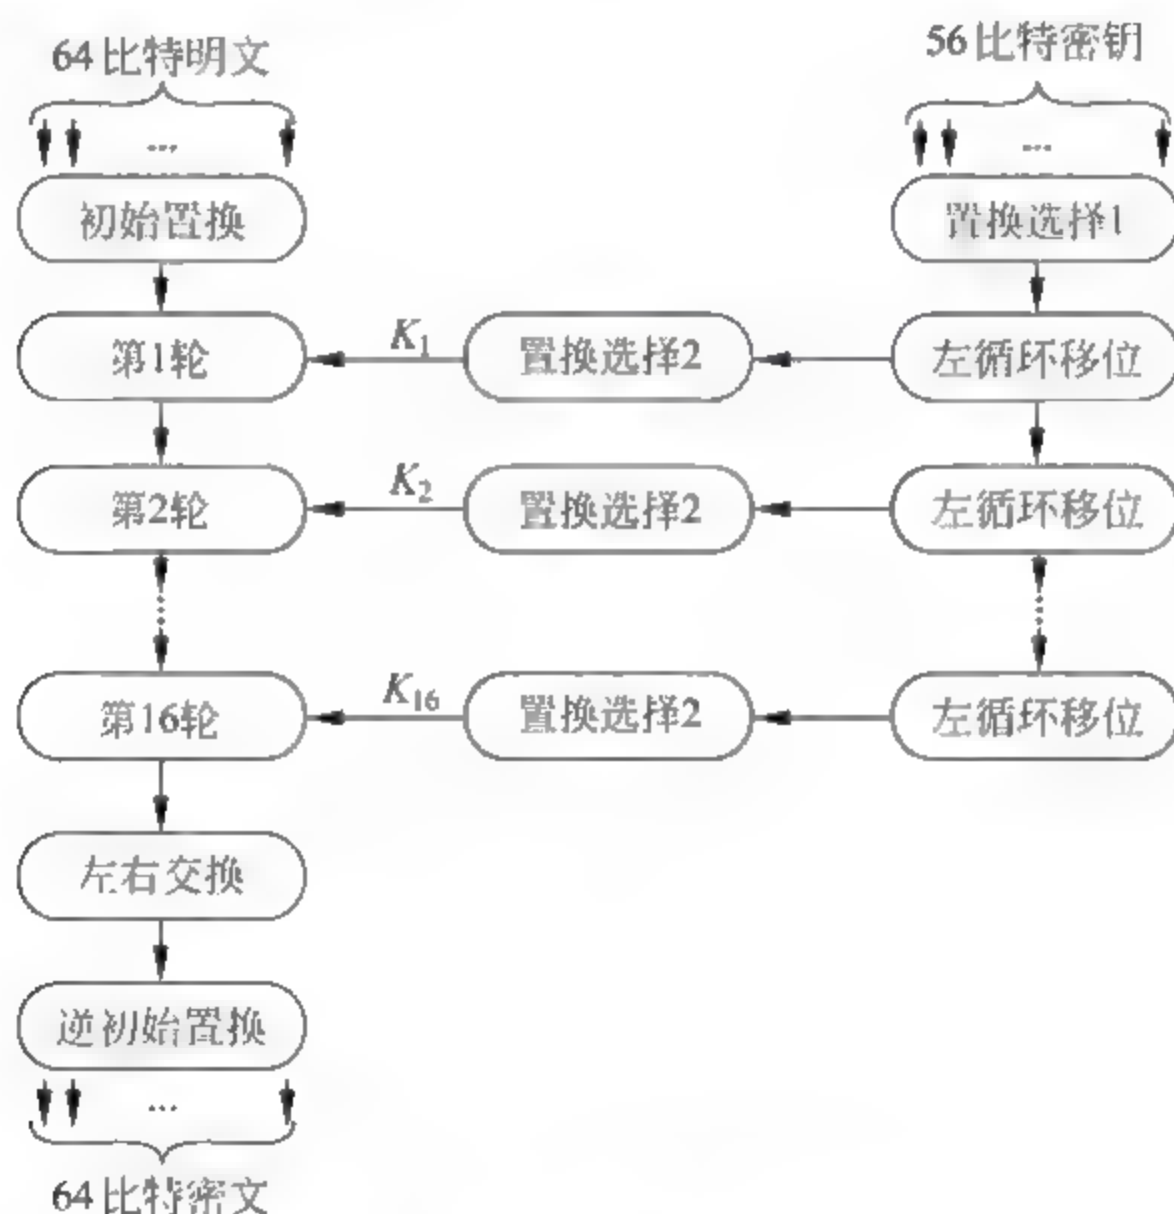 64比特明文
56比特密钥
...
...
初始置换
置换选择1
第1轮
K₁
置换选择2
左循环移位
第2轮
K₂
置换选择2
左循环移位
第16轮
K₁₆
置换选择2
左循环移位
左右交换
逆初始置换
...
64比特密文